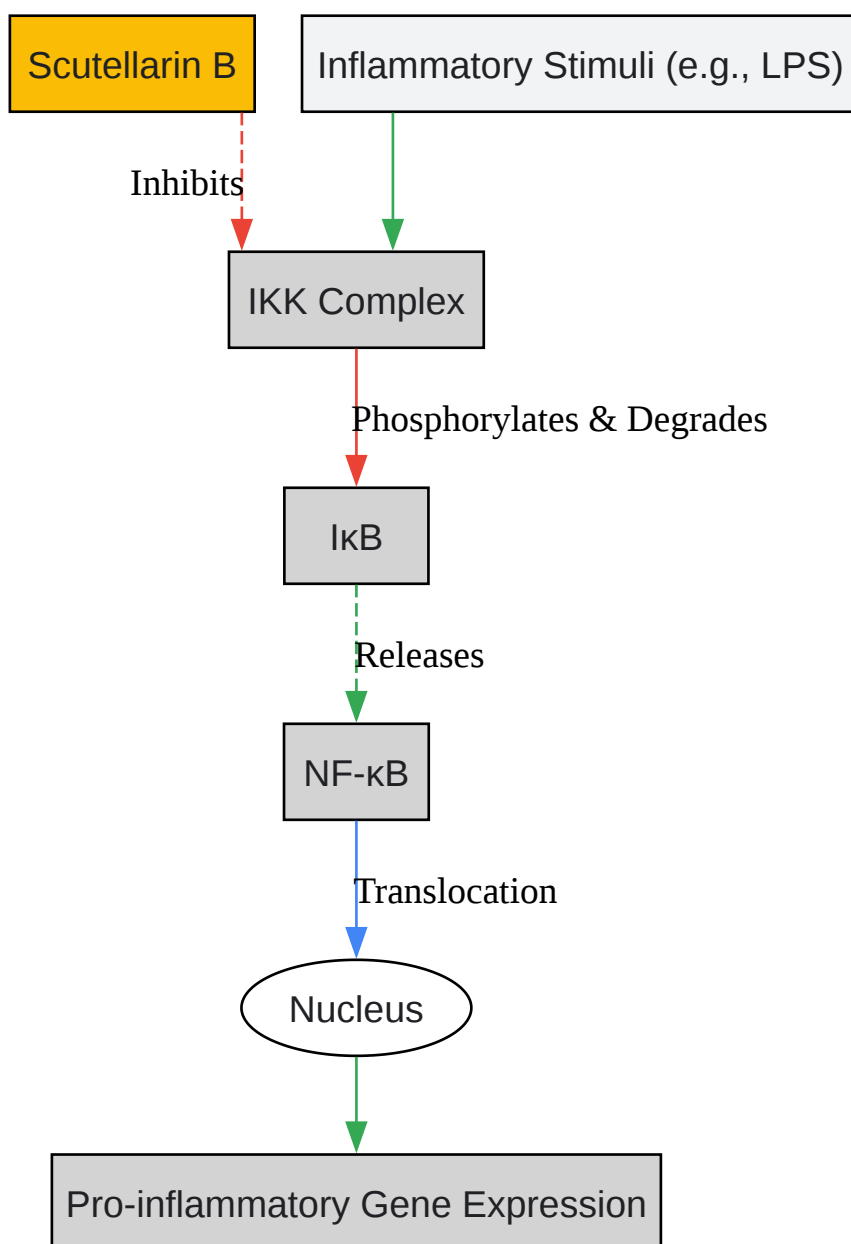 Scutellarin B
Inflammatory Stimuli (e.g., LPS)
Inhibits
IKK Complex
Phosphorylates & Degrades
IκB
Releases
NF-κB
Translocation
Nucleus
Pro-inflammatory Gene Expression